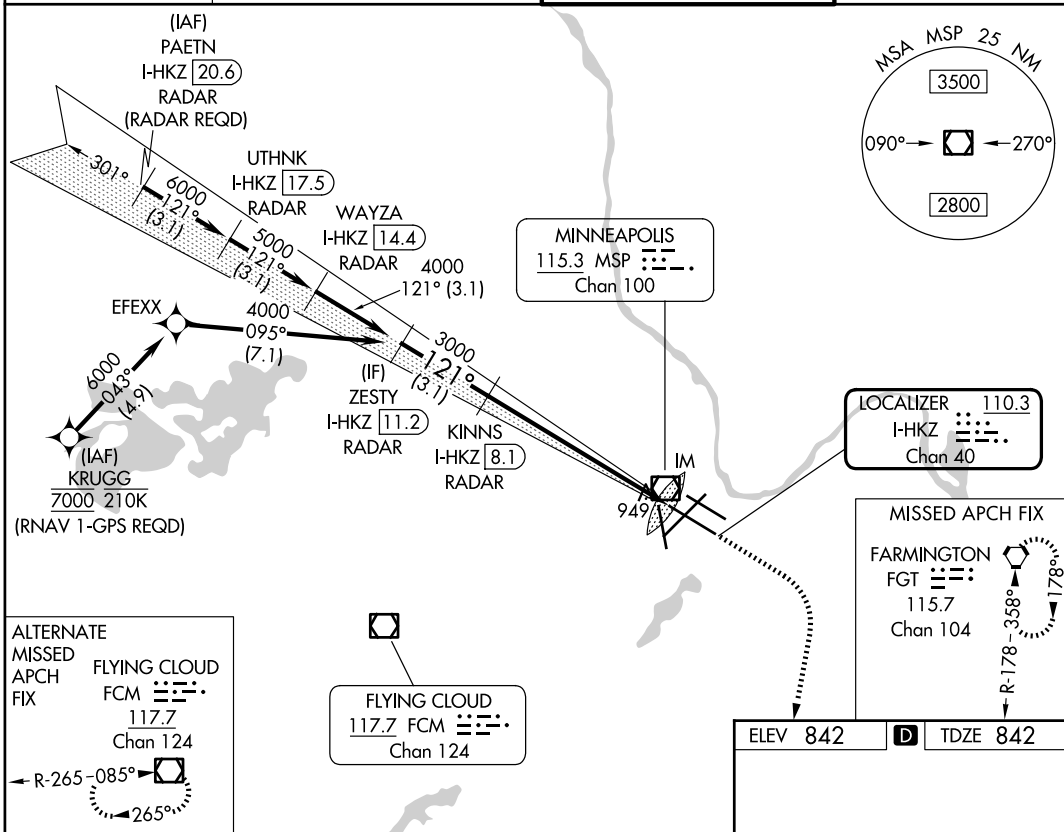 (IAF)
PAETN
I-HKZ 20.6
RADAR
(RADAR REQD)
301°
6000
121°
(3.1)
UTHNK
I-HKZ 17.5
RADAR
5000
121°
(3.1)
WAYZA
I-HKZ 14.4
RADAR
4000
121° (3.1)
MSA MSP 25 NM
3500
090°
270°
2800
MINNEAPOLIS
115.3 MSP
Chan 100
EFEXX
4000
095°
(7.1)
6000
043°
(4.9)
(IAF)
KRUGG
7000 210K
(RNAV 1-GPS REQD)
3000
121°
(3.1)
(IF)
ZESTY
I-HKZ 11.2
RADAR
KINNS
I-HKZ 8.1
RADAR
IM
949
LOCALIZER 110.3
I-HKZ
Chan 40
MISSED APCH FIX
FARMINGTON
FGT
115.7
Chan 104
R-178
358°
178°
ALTERNATE
MISSED
APCH
FIX
FLYING CLOUD
FCM
117.7
Chan 124
R-265
085°
265°
FLYING CLOUD
117.7 FCM
Chan 124
ELEV 842
D
TDZE 842